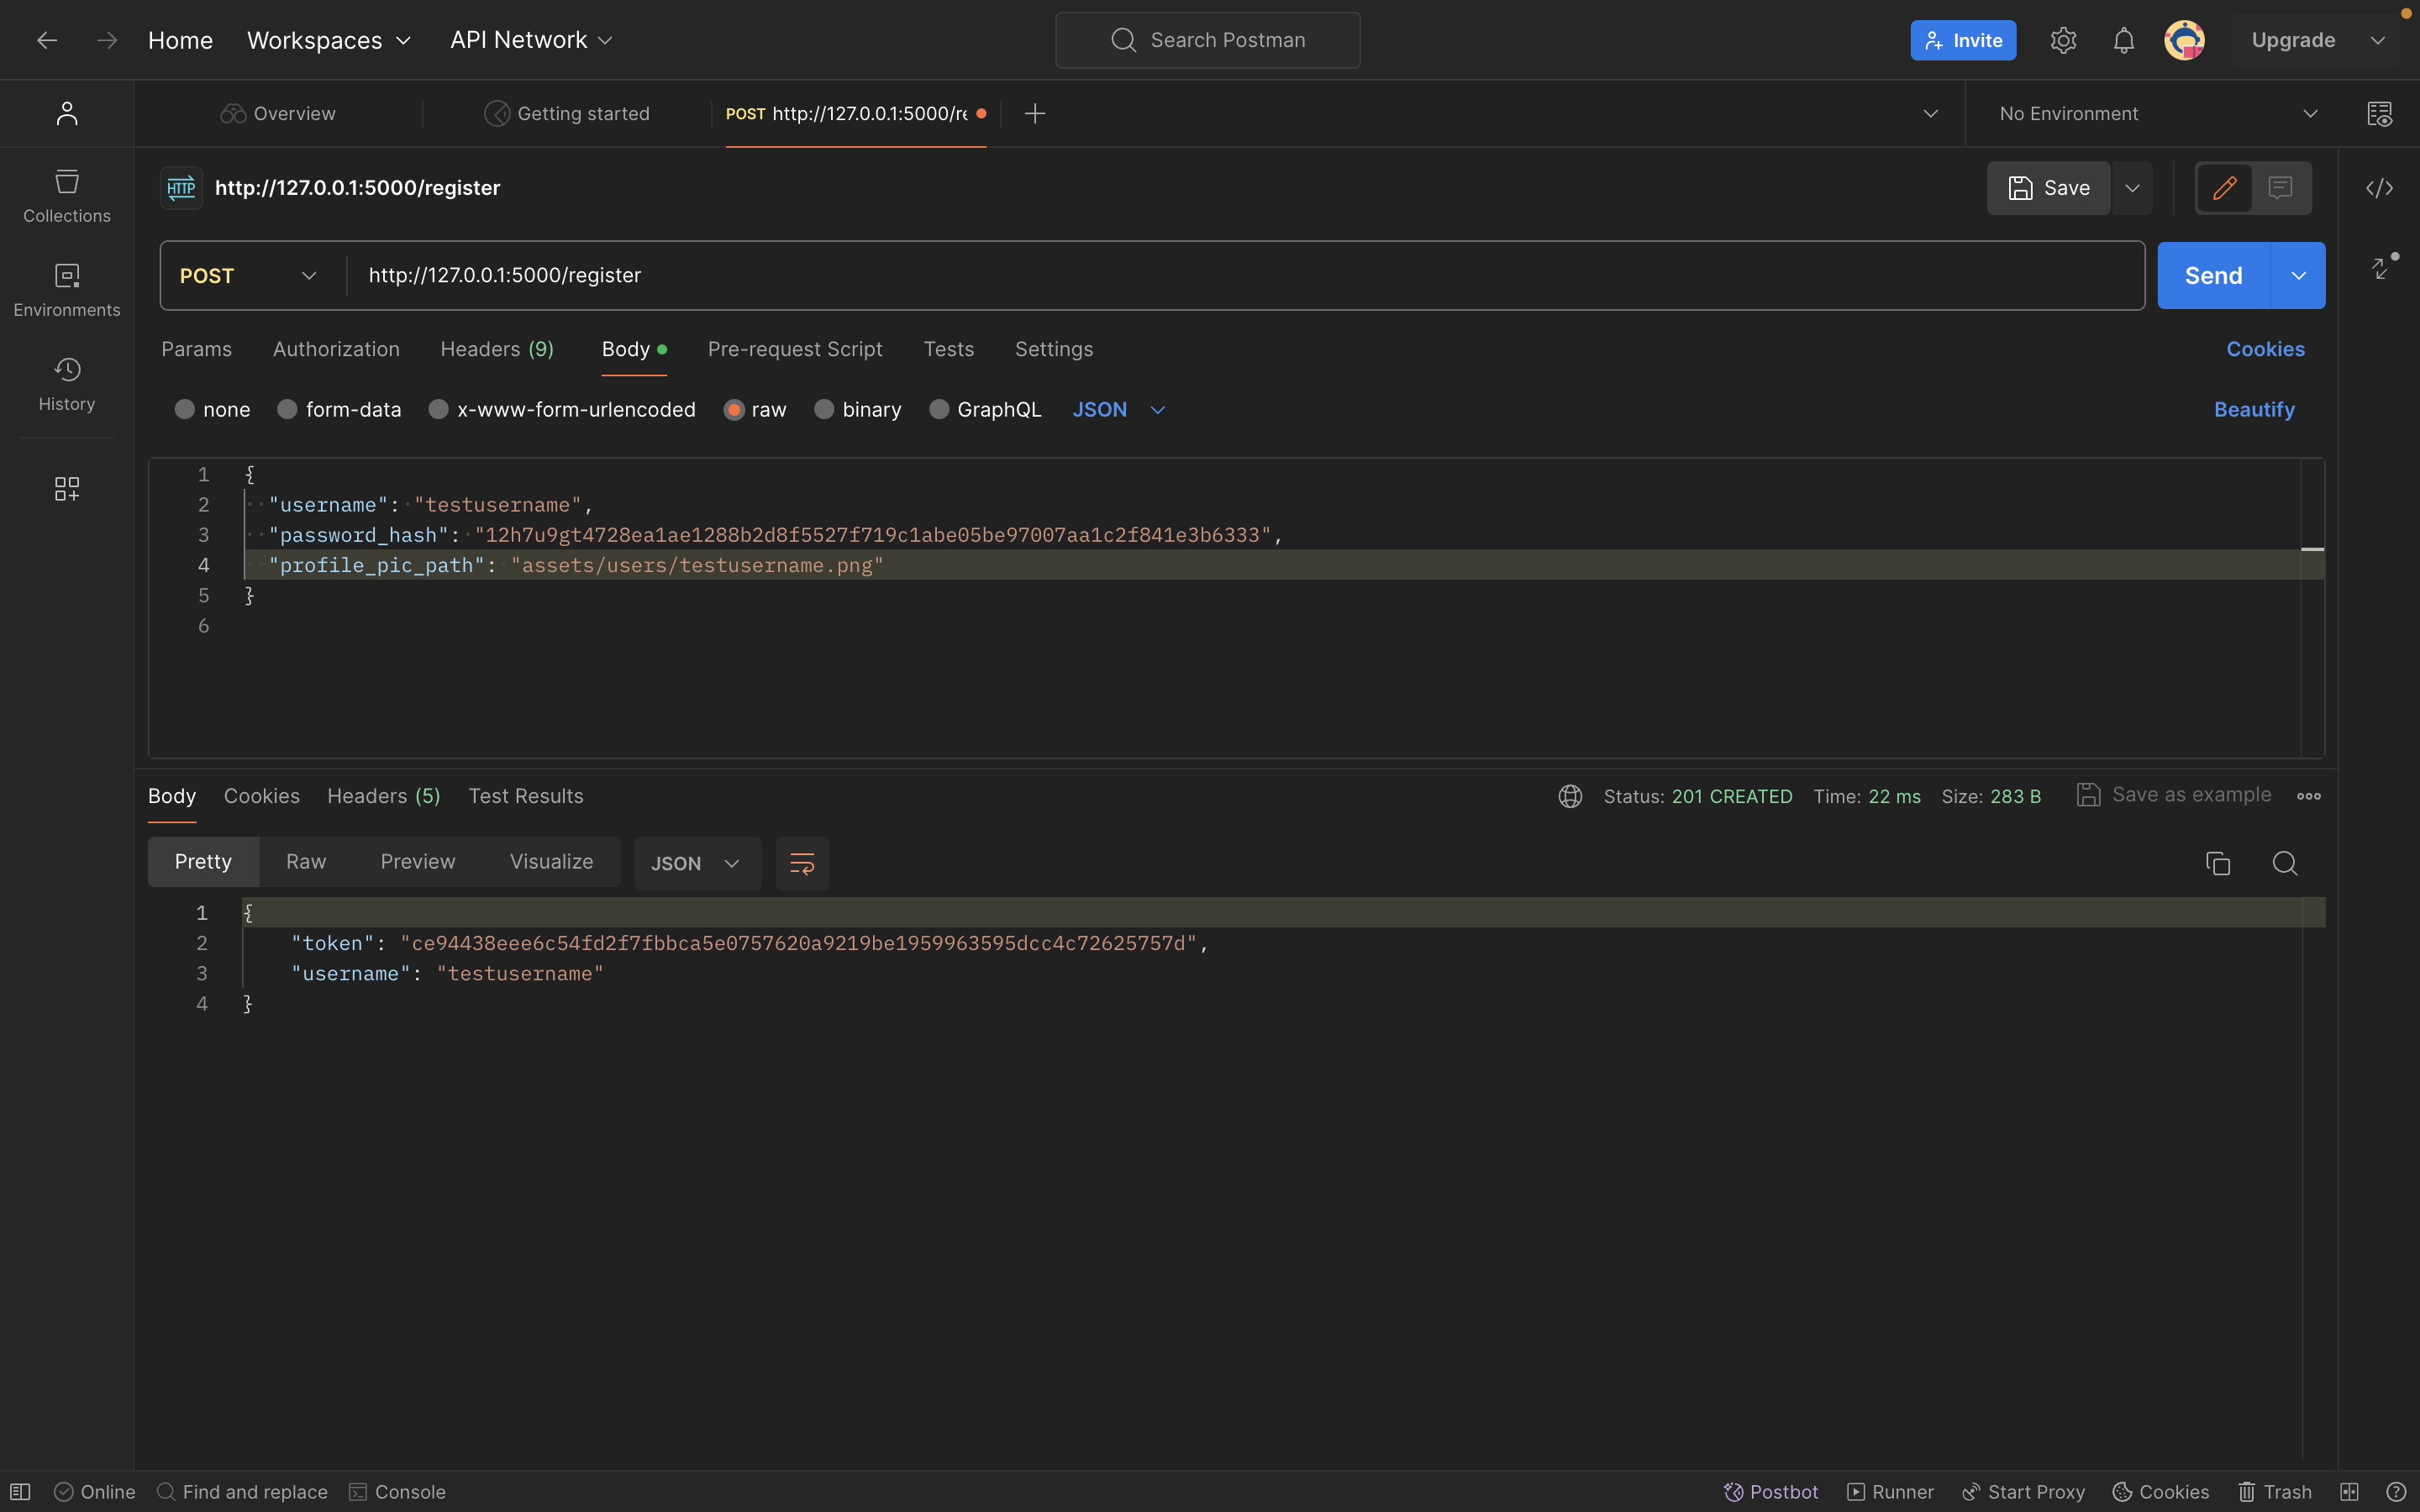 Home Workspaces API Network Search Postman Invite Upgrade
Overview Getting started POST http://127.0.0.1:5000/re No Environment
HTTP http://127.0.0.1:5000/register Save
Collections
POST http://127.0.0.1:5000/register Send
Environments
Params Authorization Headers (9) Body Pre-request Script Tests Settings Cookies
History
none form-data x-www-form-urlencoded raw binary GraphQL JSON Beautify
1 {
2 "username": "testusername",
3 "password_hash": "12h7u9gt4728ea1ae1288b2d8f5527f719c1abe05be97007aa1c2f841e3b6333",
4 "profile_pic_path": "assets/users/testusername.png"
5 }
6
Body Cookies Headers (5) Test Results Status: 201 CREATED Time: 22 ms Size: 283 B Save as example
Pretty Raw Preview Visualize JSON
1 {
2 "token": "ce94438eee6c54fd2f7fbbca5e0757620a9219be1959963595dcc4c72625757d",
3 "username": "testusername"
4 }
Online Find and replace Console Postbot Runner Start Proxy Cookies Trash